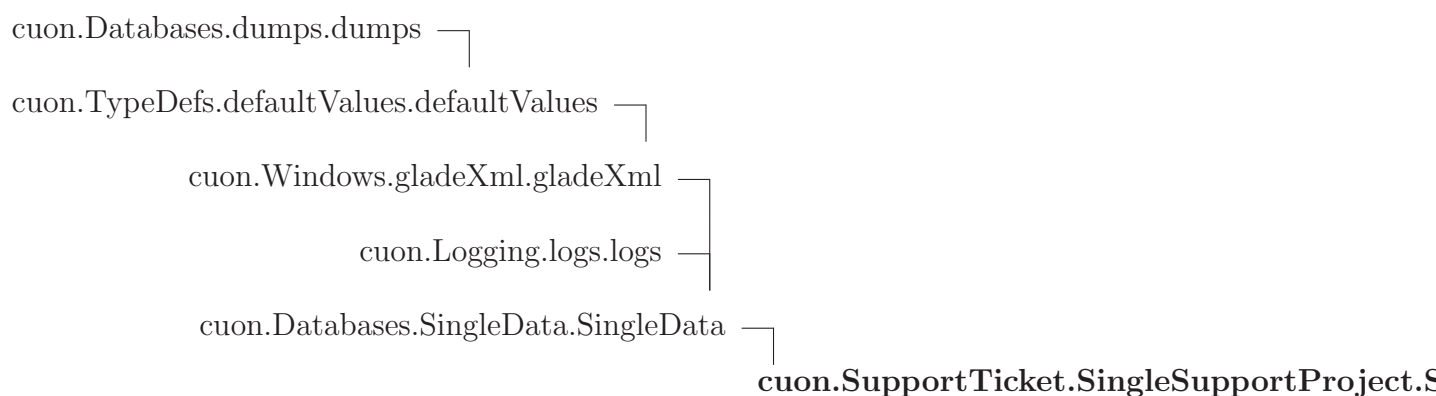 cuon.Databases.dumps.dumps
cuon.TypeDefs.defaultValues.defaultValues
cuon.Windows.gladeXml.gladeXml
cuon.Logging.logs.logs
cuon.Databases.SingleData.SingleData
cuon.SupportTicket.SingleSupportProject.S